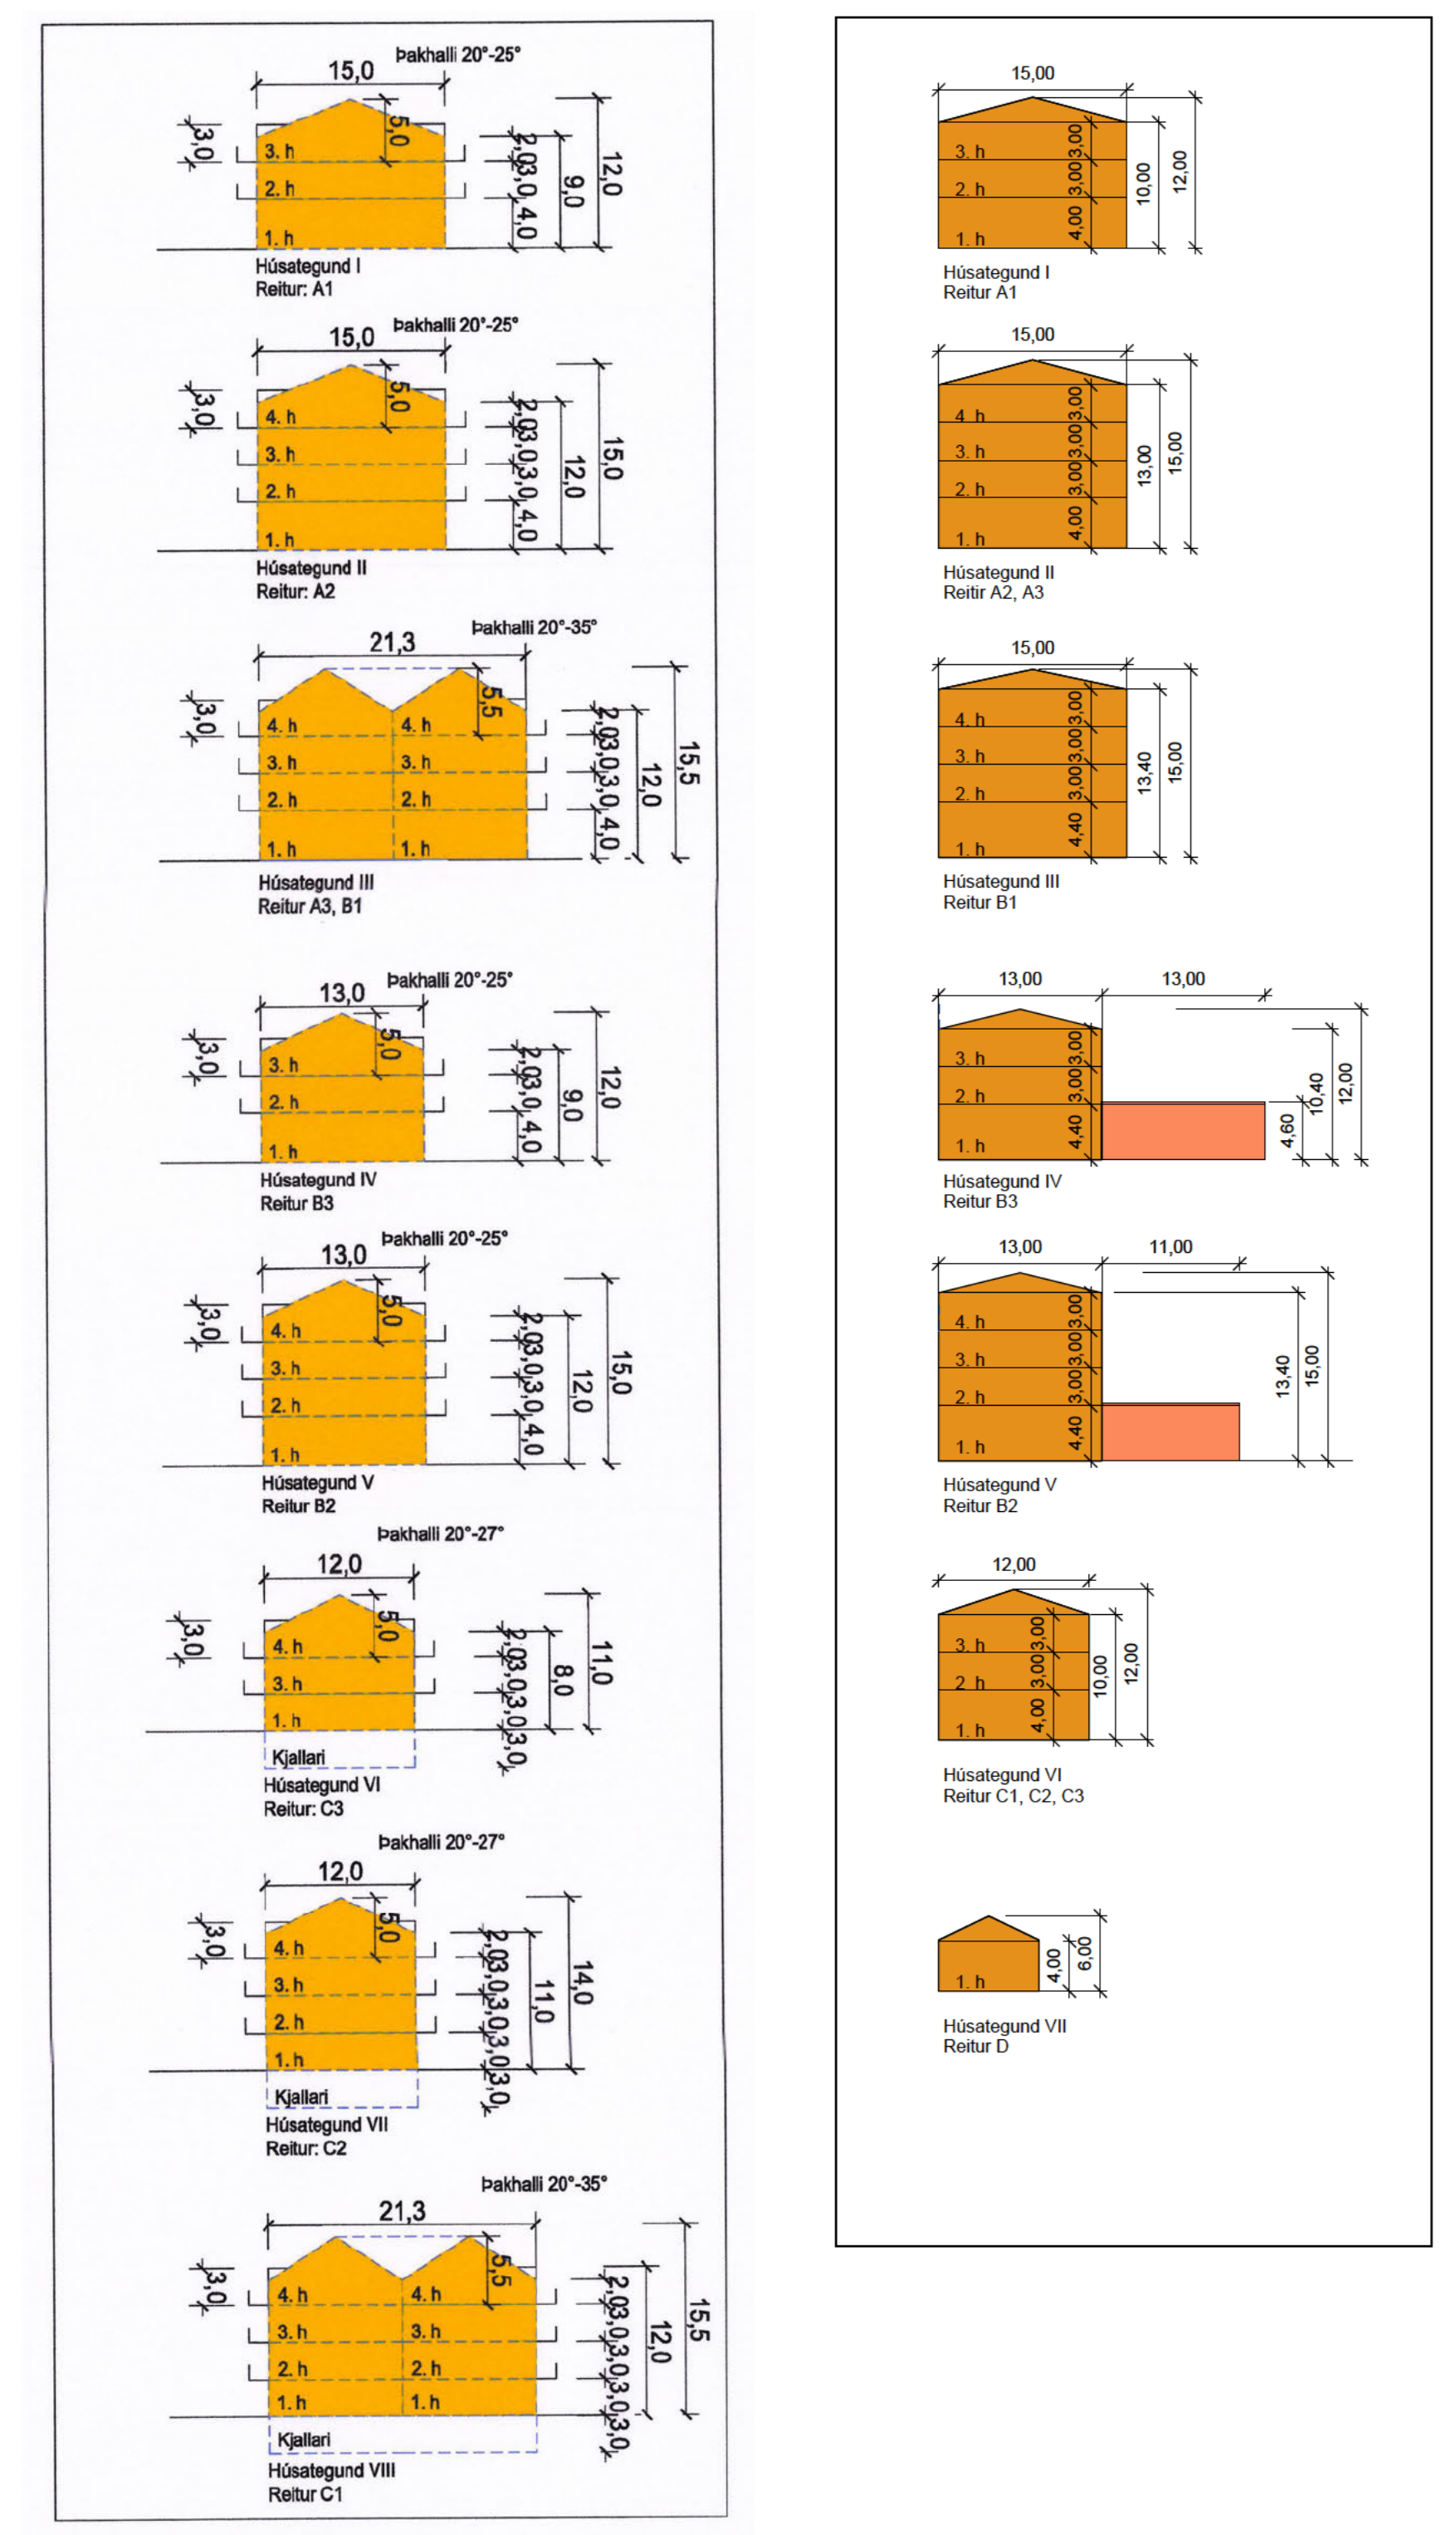 Þakhalli 20°-25°
15,0
3,0
5,0
3. h
2. h
1. h
2,0
3,0
4,0
9,0
12,0
Húsategund I
Reitur: A1
Þakhalli 20°-25°
15,0
3,0
5,0
4. h
3. h
2. h
1. h
2,0
3,0
3,0
4,0
12,0
15,0
Húsategund II
Reitur: A2
Þakhalli 20°-35°
21,3
3,0
5,5
4. h 4. h
3. h 3. h
2. h 2. h
1. h 1. h
2,0
3,0
3,0
4,0
12,0
15,5
Húsategund III
Reitur A3, B1
Þakhalli 20°-25°
13,0
3,0
5,0
3. h
2. h
1. h
2,0
3,0
4,0
9,0
12,0
Húsategund IV
Reitur B3
Þakhalli 20°-25°
13,0
3,0
5,0
4. h
3. h
2. h
1. h
2,0
3,0
3,0
4,0
12,0
15,0
Húsategund V
Reitur B2
Þakhalli 20°-27°
12,0
3,0
5,0
4. h
3. h
1. h
Kjallari
2,0
3,0
3,0
3,0
8,0
11,0
Húsategund VI
Reitur: C3
Þakhalli 20°-27°
12,0
3,0
5,0
4. h
3. h
2. h
1. h
Kjallari
2,0
3,0
3,0
3,0
3,0
11,0
14,0
Húsategund VII
Reitur: C2
Þakhalli 20°-35°
21,3
3,0
5,5
4. h 4. h
3. h 3. h
2. h 2. h
1. h 1. h
Kjallari
2,0
3,0
3,0
3,0
3,0
12,0
15,5
Húsategund VIII
Reitur C1
15,00
3. h
2. h
1. h
3,00
3,00
4,00
10,00
12,00
Húsategund I
Reitur A1
15,00
4. h
3. h
2. h
1. h
3,00
3,00
3,00
4,00
13,00
15,00
Húsategund II
Reitir A2, A3
15,00
4. h
3. h
2. h
1. h
3,00
3,00
3,00
4,40
13,40
15,00
Húsategund III
Reitur B1
13,00 13,00
3. h
2. h
1. h
3,00
3,00
4,40
4,60
10,40
12,00
Húsategund IV
Reitur B3
13,00 11,00
4. h
3. h
2. h
1. h
3,00
3,00
3,00
4,40
13,40
15,00
Húsategund V
Reitur B2
12,00
3. h
2 h
1. h
3,00
3,00
4,00
10,00
12,00
Húsategund VI
Reitur C1, C2, C3
1. h
4,00
6,00
Húsategund VII
Reitur D